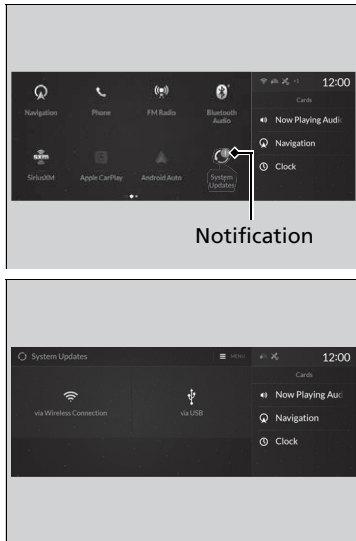 12:00
Cards
Navigation
Phone
FM Radio
Bluetooth
Audio
Now Playing Audi
Navigation
Clock
sxm
SiriusXM
Apple CarPlay
Android Auto
System
Updates
Notification
System Updates
MENU
12:00
Cards
via Wireless Connection
via USB
Now Playing Aud
Navigation
Clock